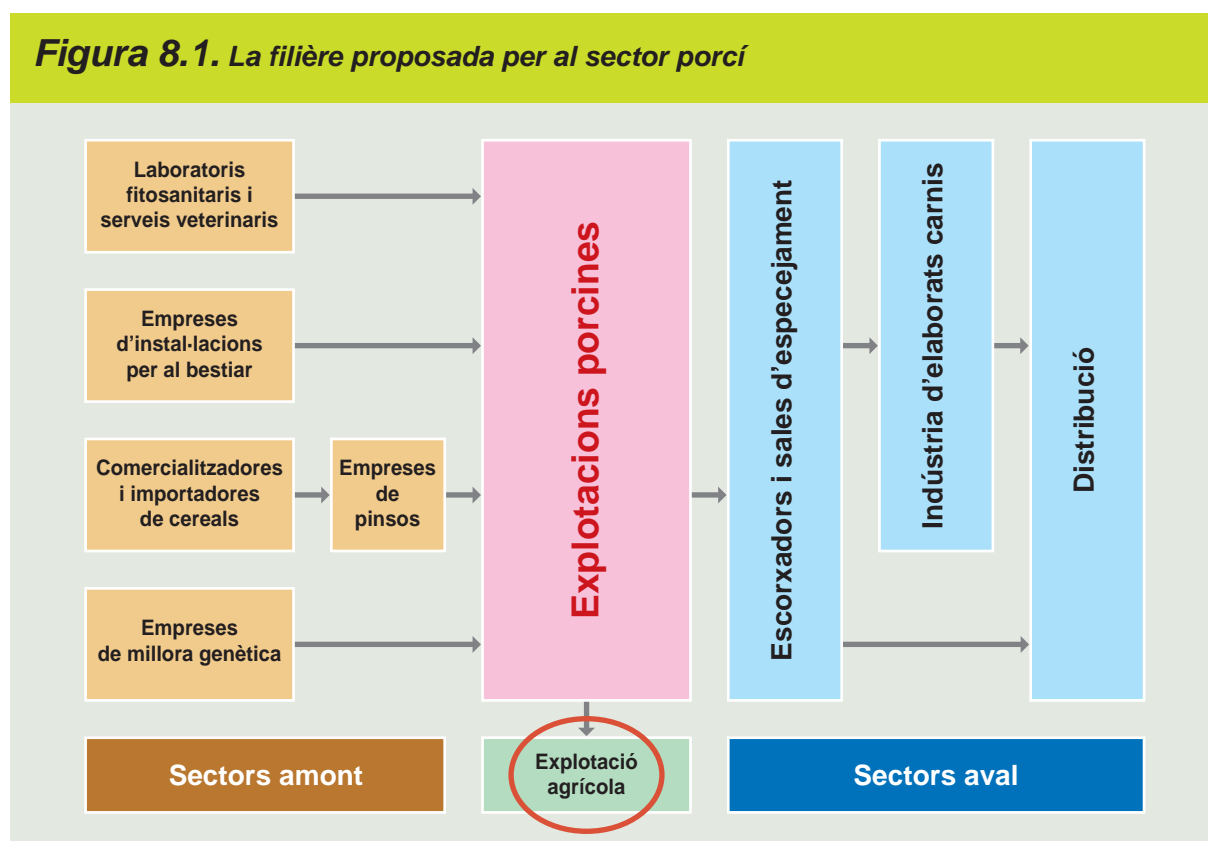 Figura 8.1. La filière proposada per al sector porcí
Laboratoris
fitosanitaris i
serveis veterinaris
Empreses
d’instal·lacions
per al bestiar
Comercialitzadores
i importadores
de cereals
Empreses
de
pinsos
Empreses
de millora genètica
Explotacions porcines
Escorxadors i sales d’especejament
Indústria d’elaborats carnis
Distribució
Sectors amont
Explotació
agrícola
Sectors aval